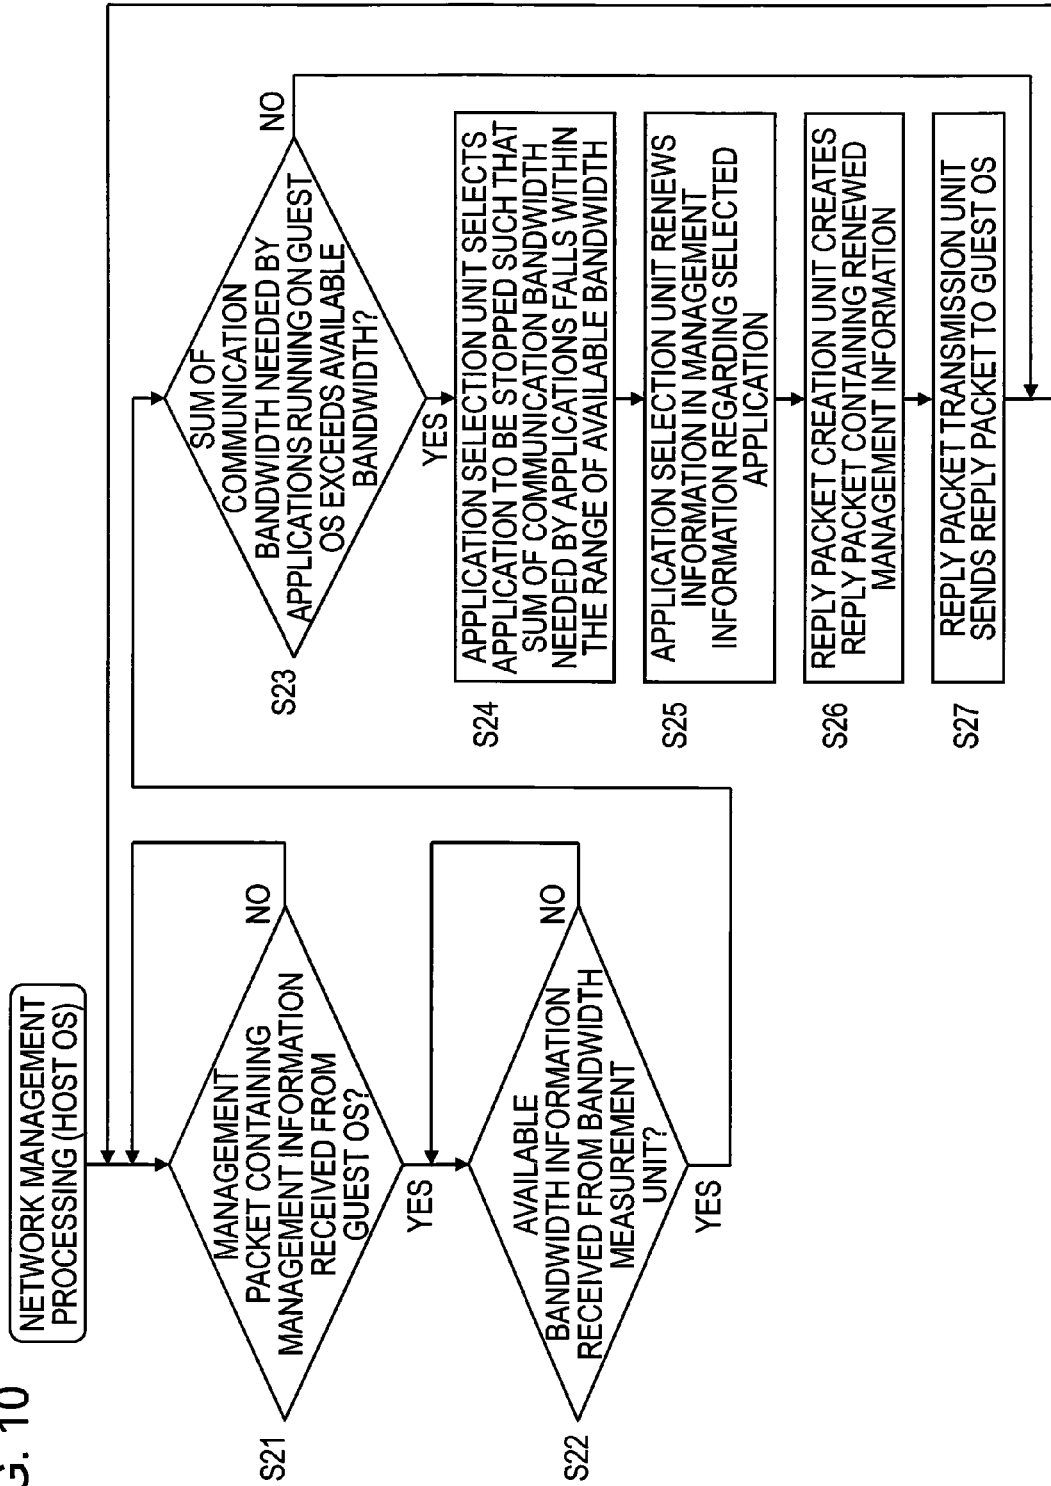 G. 10
NETWORK MANAGEMENT
PROCESSING (HOST OS)
S21
MANAGEMENT
PACKET CONTAINING
MANAGEMENT INFORMATION
RECEIVED FROM
GUEST OS?
NO
YES
S22
AVAILABLE
BANDWIDTH INFORMATION
RECEIVED FROM BANDWIDTH
MEASUREMENT
UNIT?
NO
YES
S23
SUM OF
COMMUNICATION
BANDWIDTH NEEDED BY
APPLICATIONS RUNNING ON GUEST
OS EXCEEDS AVAILABLE
BANDWIDTH?
NO
YES
S24
APPLICATION SELECTION UNIT SELECTS
APPLICATION TO BE STOPPED SUCH THAT
SUM OF COMMUNICATION BANDWIDTH
NEEDED BY APPLICATIONS FALLS WITHIN
THE RANGE OF AVAILABLE BANDWIDTH
S25
APPLICATION SELECTION UNIT RENEWS
INFORMATION IN MANAGEMENT
INFORMATION REGARDING SELECTED
APPLICATION
S26
REPLY PACKET CREATION UNIT CREATES
REPLY PACKET CONTAINING RENEWED
MANAGEMENT INFORMATION
S27
REPLY PACKET TRANSMISSION UNIT
SENDS REPLY PACKET TO GUEST OS